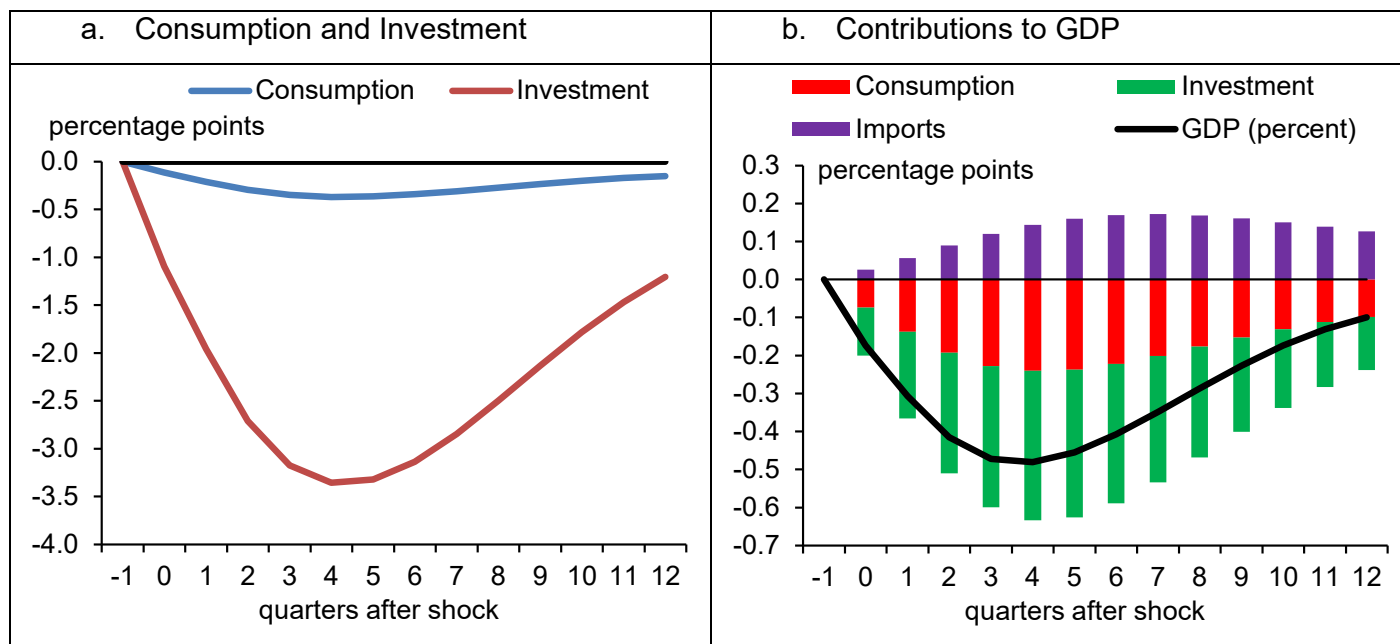 a. Consumption and Investment
Consumption Investment
percentage points
0.0
-0.5
-1.0
-1.5
-2.0
-2.5
-3.0
-3.5
-4.0
-1 0 1 2 3 4 5 6 7 8 9 10 11 12
quarters after shock
b. Contributions to GDP
Consumption Investment
Imports GDP (percent)
percentage points
0.3
0.2
0.1
0.0
-0.1
-0.2
-0.3
-0.4
-0.5
-0.6
-0.7
-1 0 1 2 3 4 5 6 7 8 9 10 11 12
quarters after shock